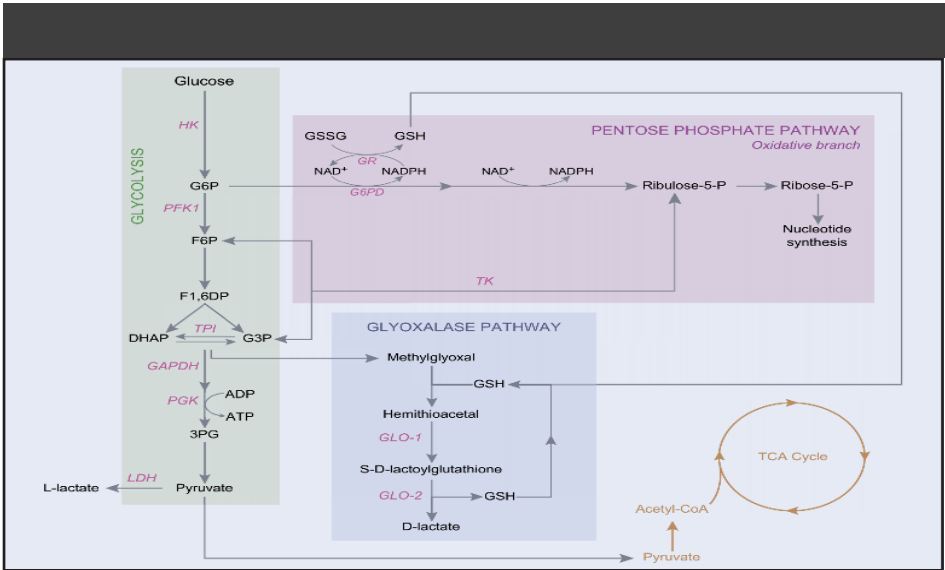 Glucose
HK
GLYCOLYSIS
G6P
PFK1
F6P
F1,6DP
DHAP
TPI
G3P
GAPDH
PGK
ADP
ATP
3PG
LDH
L-lactate
Pyruvate
PENTOSE PHOSPHATE PATHWAY
Oxidative branch
GSSG
GSH
GR
NAD⁺
NADPH
G6PD
NAD⁺
NADPH
Ribulose-5-P
Ribose-5-P
Nucleotide
synthesis
TK
GLYOXALASE PATHWAY
Methylglyoxal
GSH
Hemithioacetal
GLO-1
S-D-lactoylglutathione
GLO-2
GSH
D-lactate
TCA Cycle
Acetyl-CoA
Pyruvate